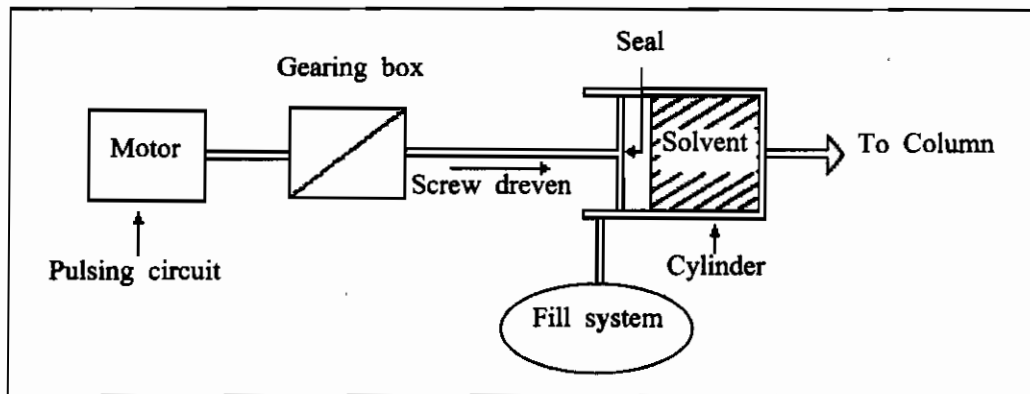 Seal
Gearing box
Motor
Solvent
To Column
Screw dreven
Pulsing circuit
Cylinder
Fill system